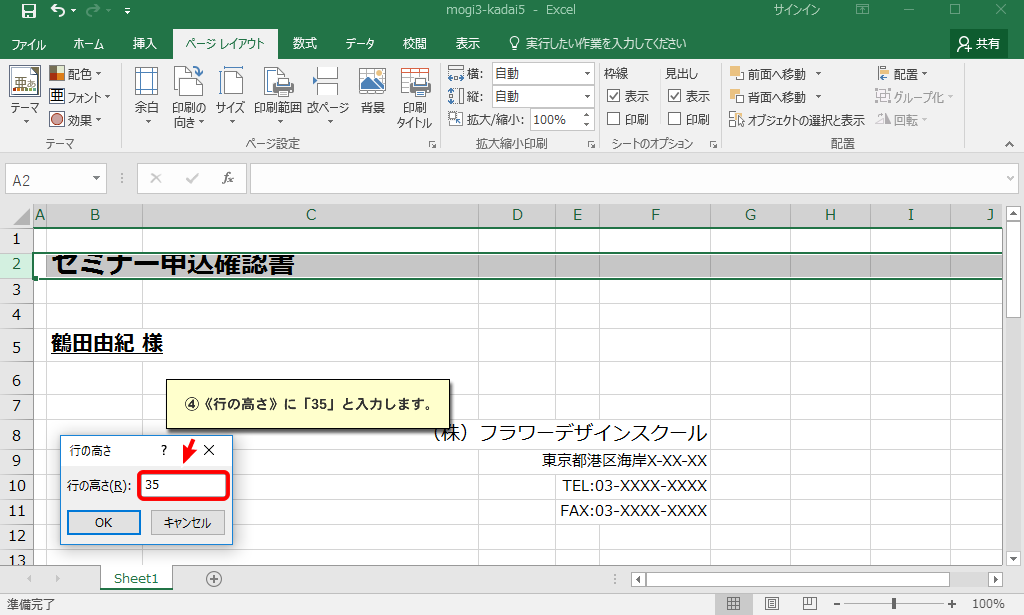 mogi3-kadai5 - Excel
サインイン
ファイル ホーム 挿入 ページ レイアウト 数式 データ 校閲 表示 実行したい作業を入力してください 共有
テーマ
配色
フォント
効果
テーマ
余白
印刷の
向き
サイズ
印刷範囲
改ページ
背景
印刷
タイトル
ページ設定
横: 自動
縦: 自動
拡大/縮小: 100%
拡大縮小印刷
枠線
表示
印刷
見出し
表示
印刷
シートのオプション
前面へ移動
背面へ移動
オブジェクトの選択と表示
配置
グループ化
回転
配置
A2
fx
A B C D E F G H I J
1
2 セミナー申込確認書
3
4
5 鶴田由紀 様
6
7
④《行の高さ》に「35」と入力します。
8 （株）フラワーデザインスクール
9 東京都港区海岸X-XX-XX
10 TEL:03-XXXX-XXXX
11 FAX:03-XXXX-XXXX
12
13
行の高さ ?
行の高さ(R): 35
OK キャンセル
Sheet1
準備完了
100%